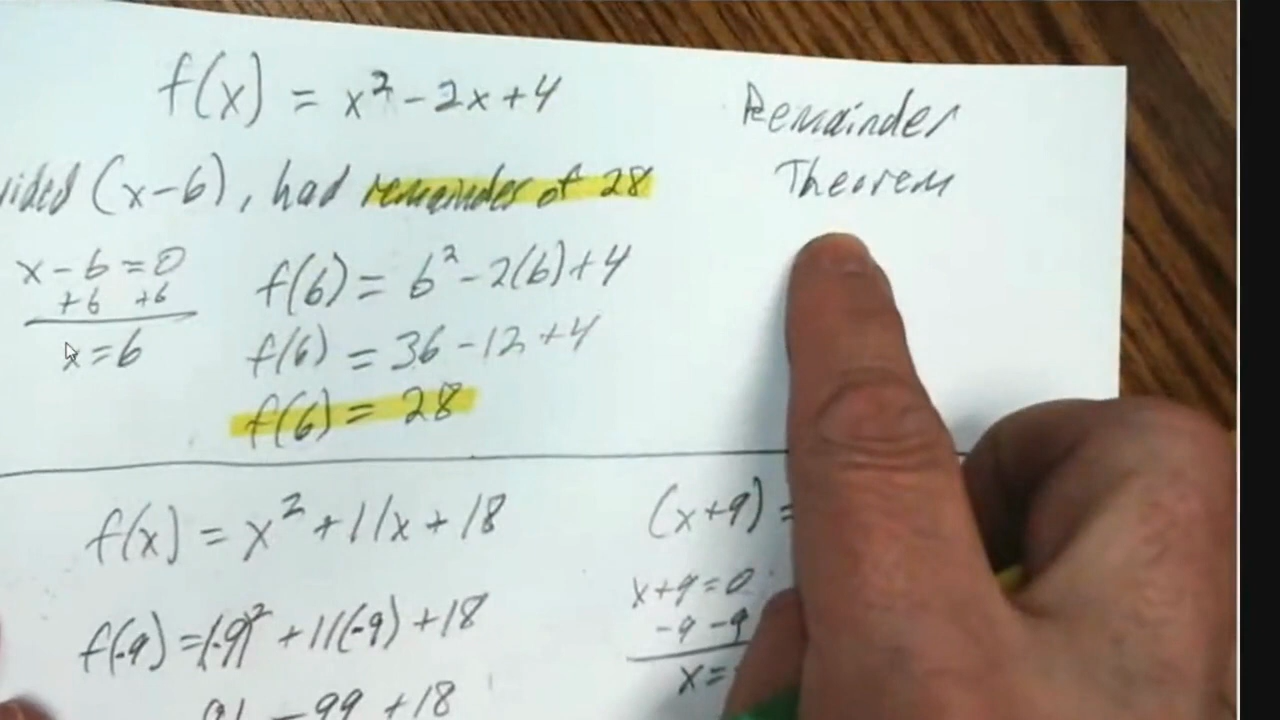 f(x) = x² - 2x + 4
Remainder
Theorem
(x-6), had remainder of 28
x - 6 = 0
+6 +6
x = 6
f(6) = 6² - 2(6) + 4
f(6) = 36 - 12 + 4
f(6) = 28
f(x) = x² + 11x + 18
f(-9) = (-9)² + 11(-9) + 18
- 99 + 18
(x+9) =
x+9=0
-9 -9
x=